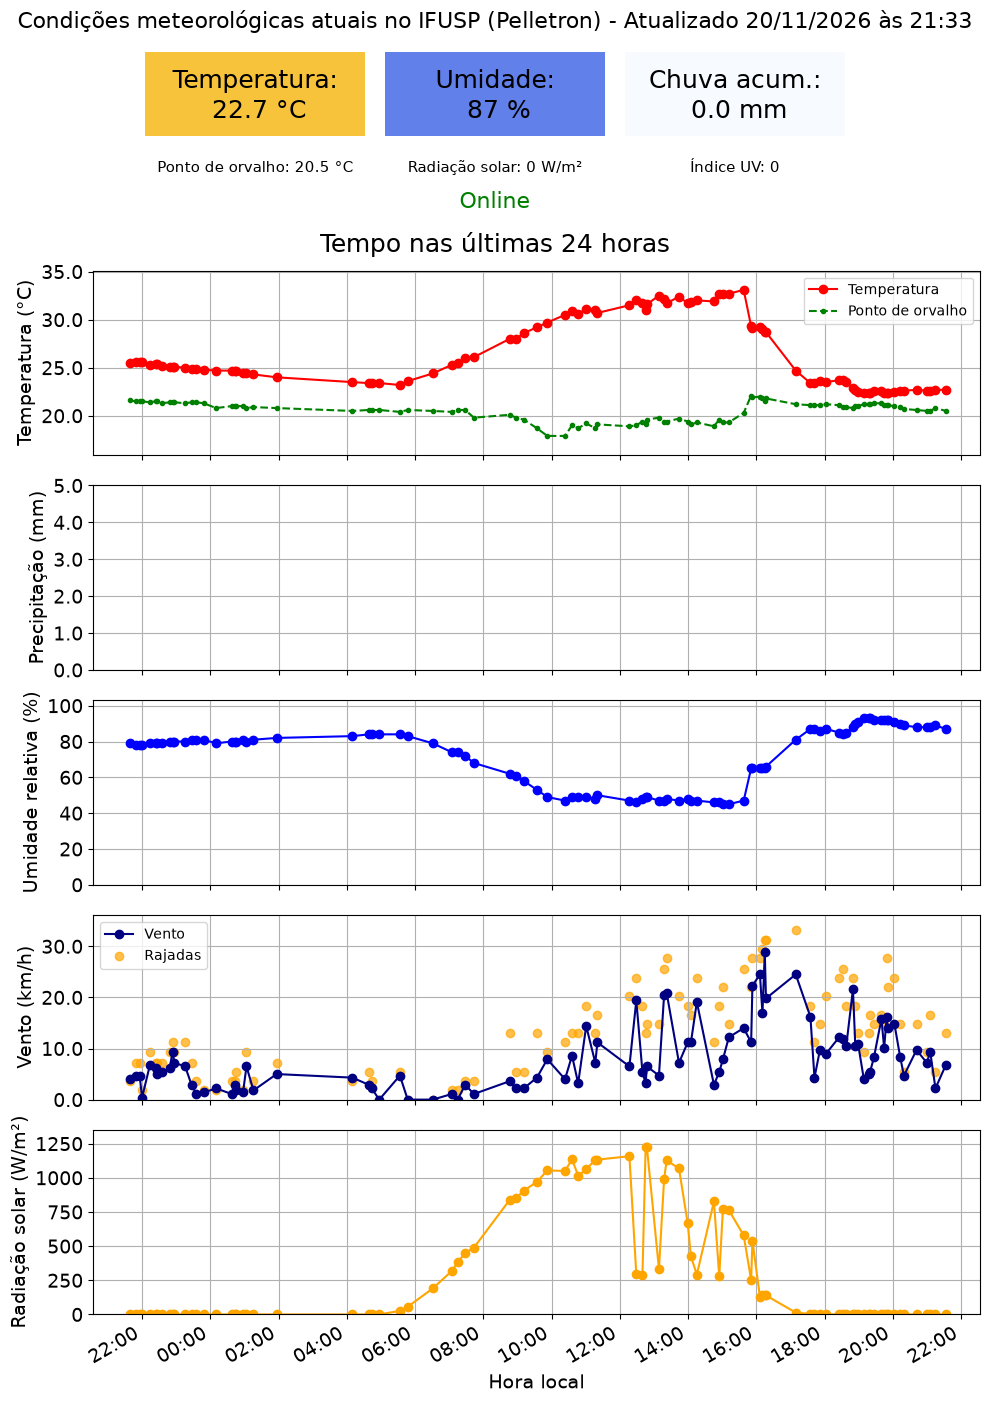 Condições meteorológicas atuais no IFUSP (Pelletron) - Atualizado 20/11/2026 às 21:33
Temperatura:
22.7 °C
Umidade:
87 %
Chuva acum.:
0.0 mm
Ponto de orvalho: 20.5 °C
Radiação solar: 0 W/m²
Índice UV: 0
Online
Tempo nas últimas 24 horas
Temperatura (°C)
35.0
30.0
25.0
20.0
Temperatura
Ponto de orvalho
Precipitação (mm)
5.0
4.0
3.0
2.0
1.0
0.0
Umidade relativa (%)
100
80
60
40
20
0
Vento (km/h)
30.0
20.0
10.0
0.0
Vento
Rajadas
Radiação solar (W/m²)
1250
1000
750
500
250
0
22:00
00:00
02:00
04:00
06:00
08:00
10:00
12:00
14:00
16:00
18:00
20:00
22:00
Hora local